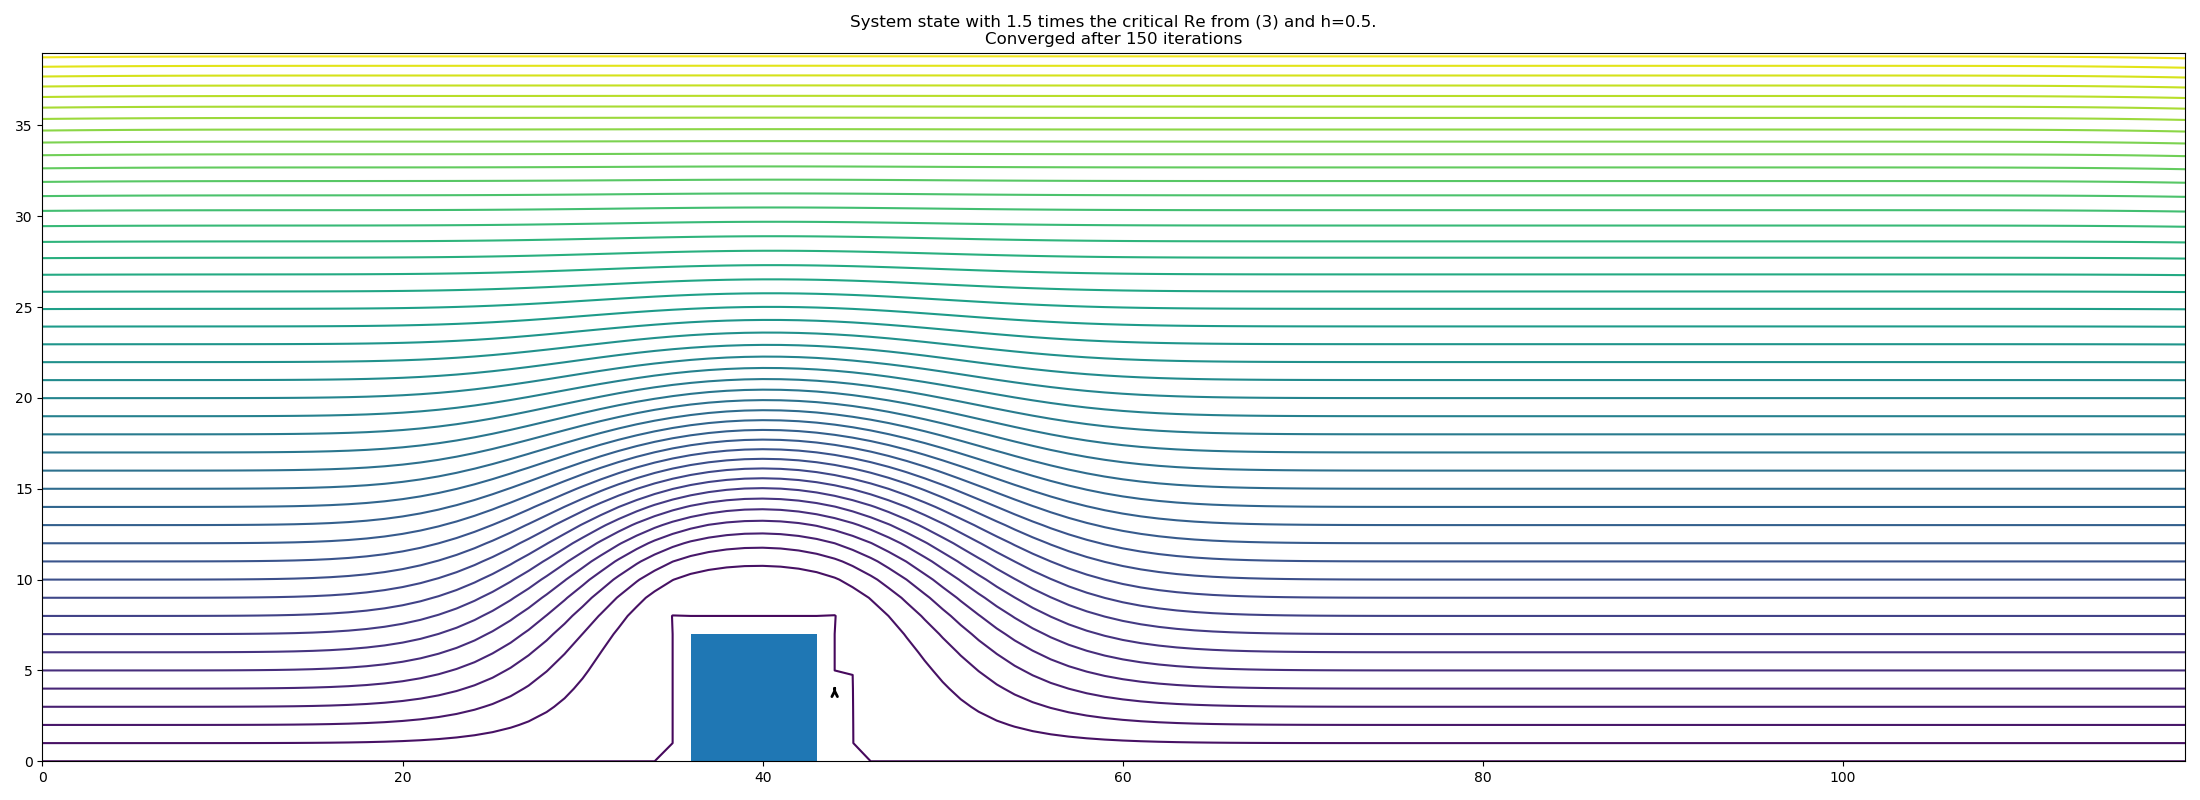 System state with 1.5 times the critical Re from (3) and h=0.5.
Converged after 150 iterations
35
30
25
20
15
10
5
0
0 20 40 60 80 100